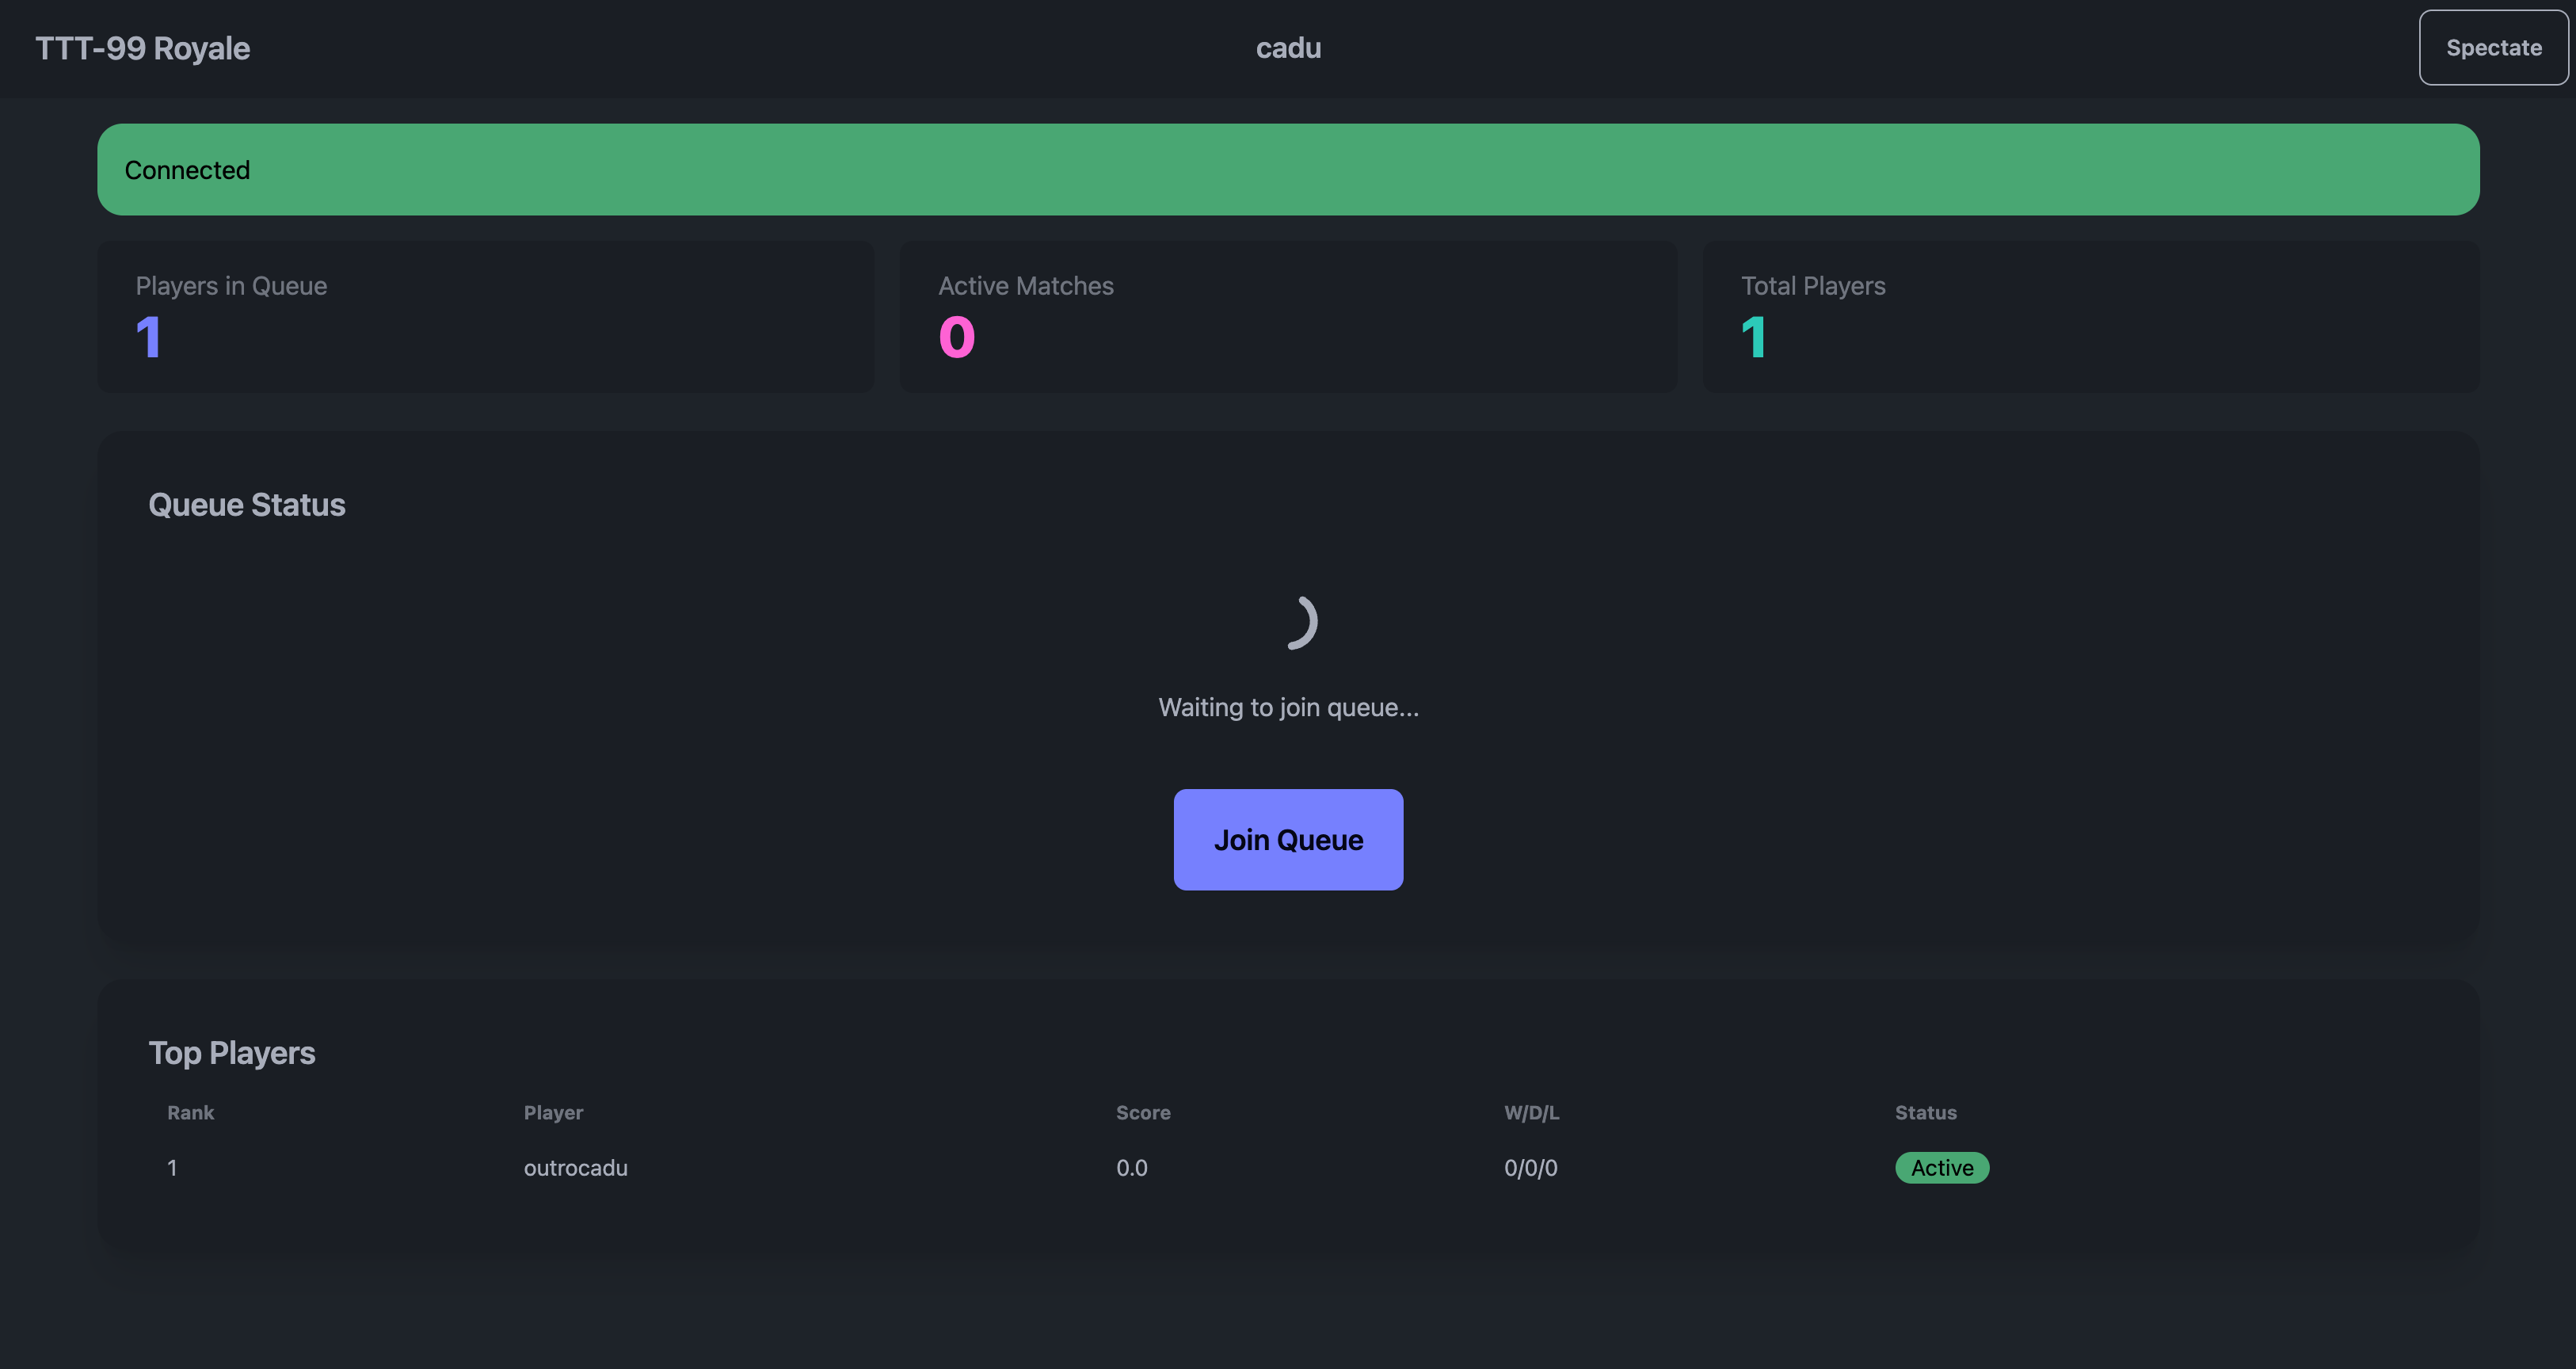 TTT-99 Royale
cadu
Spectate
Connected
Players in Queue
1
Active Matches
0
Total Players
1
Queue Status
Waiting to join queue...
Join Queue
Top Players
Rank Player Score W/D/L Status
1 outrocadu 0.0 0/0/0 Active